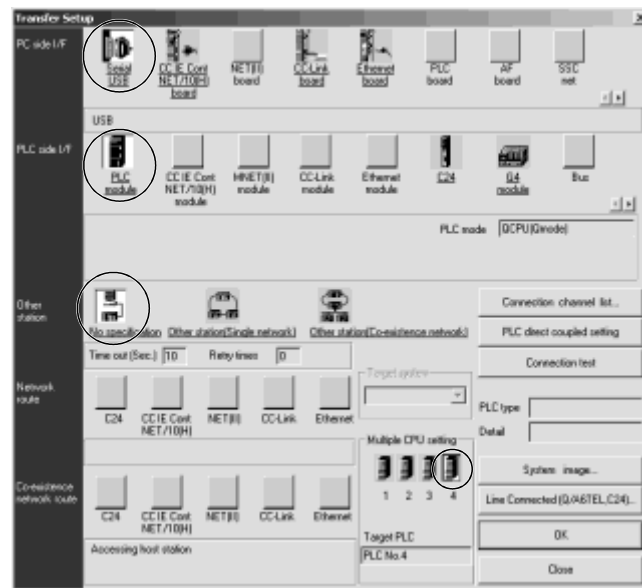 Transfer Setup
PC side I/F
Serial USB
CC IE Cont NET/10(H) board
NET(II) board
CC-Link board
Ethernet board
PLC board
AF board
SSC net
USB
PLC side I/F
PLC module
CC IE Cont NET/10(H) module
MNET(II) module
CC-Link module
Ethernet module
C24
G4 module
Bus
PLC mode QCPU(Qmode)
Other station
No specification
Other station(Single network)
Other station(Co-existence network)
Time out (Sec.) 10 Retry times 0
Connection channel list...
PLC direct coupled setting
Connection test
Target system
Network route
C24
CC IE Cont NET/10(H)
NET(II)
CC-Link
Ethernet
PLC type
Detail
Multiple CPU setting
1 2 3 4
Target PLC
PLC No.4
Co-existence network route
C24
CC IE Cont NET/10(H)
NET(II)
CC-Link
Ethernet
Accessing host station
System image...
Line Connected (Q/A6TEL,C24)...
OK
Close